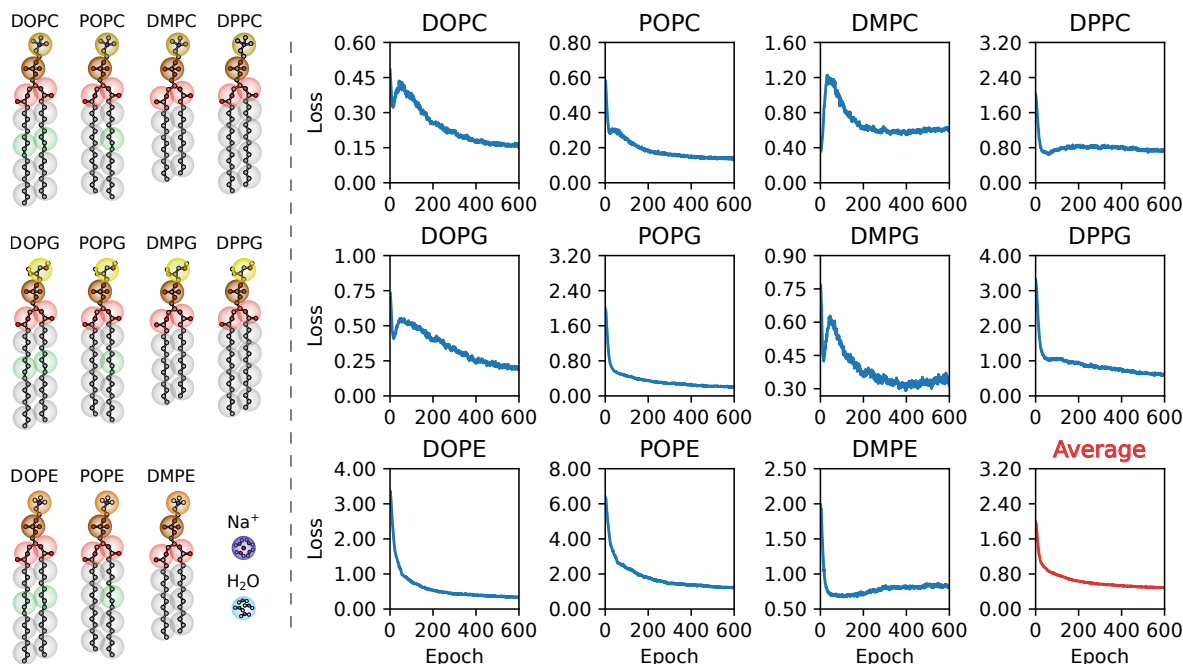 DOPC POPC DMPC DPPC
DOPG POPG DMPG DPPG
DOPE POPE DMPE
Na⁺
H₂O
DOPC
0.60
0.45
0.30
0.15
0.00
Loss
0 200 400 600
POPC
0.80
0.60
0.40
0.20
0.00
0 200 400 600
DMPC
1.60
1.20
0.80
0.40
0.00
0 200 400 600
DPPC
3.20
2.40
1.60
0.80
0.00
0 200 400 600
DOPG
1.00
0.75
0.50
0.25
0.00
Loss
0 200 400 600
POPG
3.20
2.40
1.60
0.80
0.00
0 200 400 600
DMPG
0.90
0.75
0.60
0.45
0.30
0 200 400 600
DPPG
4.00
3.00
2.00
1.00
0.00
0 200 400 600
DOPE
4.00
3.00
2.00
1.00
0.00
Loss
0 200 400 600
Epoch
POPE
8.00
6.00
4.00
2.00
0.00
0 200 400 600
Epoch
DMPE
2.50
2.00
1.50
1.00
0.50
0 200 400 600
Epoch
Average
3.20
2.40
1.60
0.80
0.00
0 200 400 600
Epoch